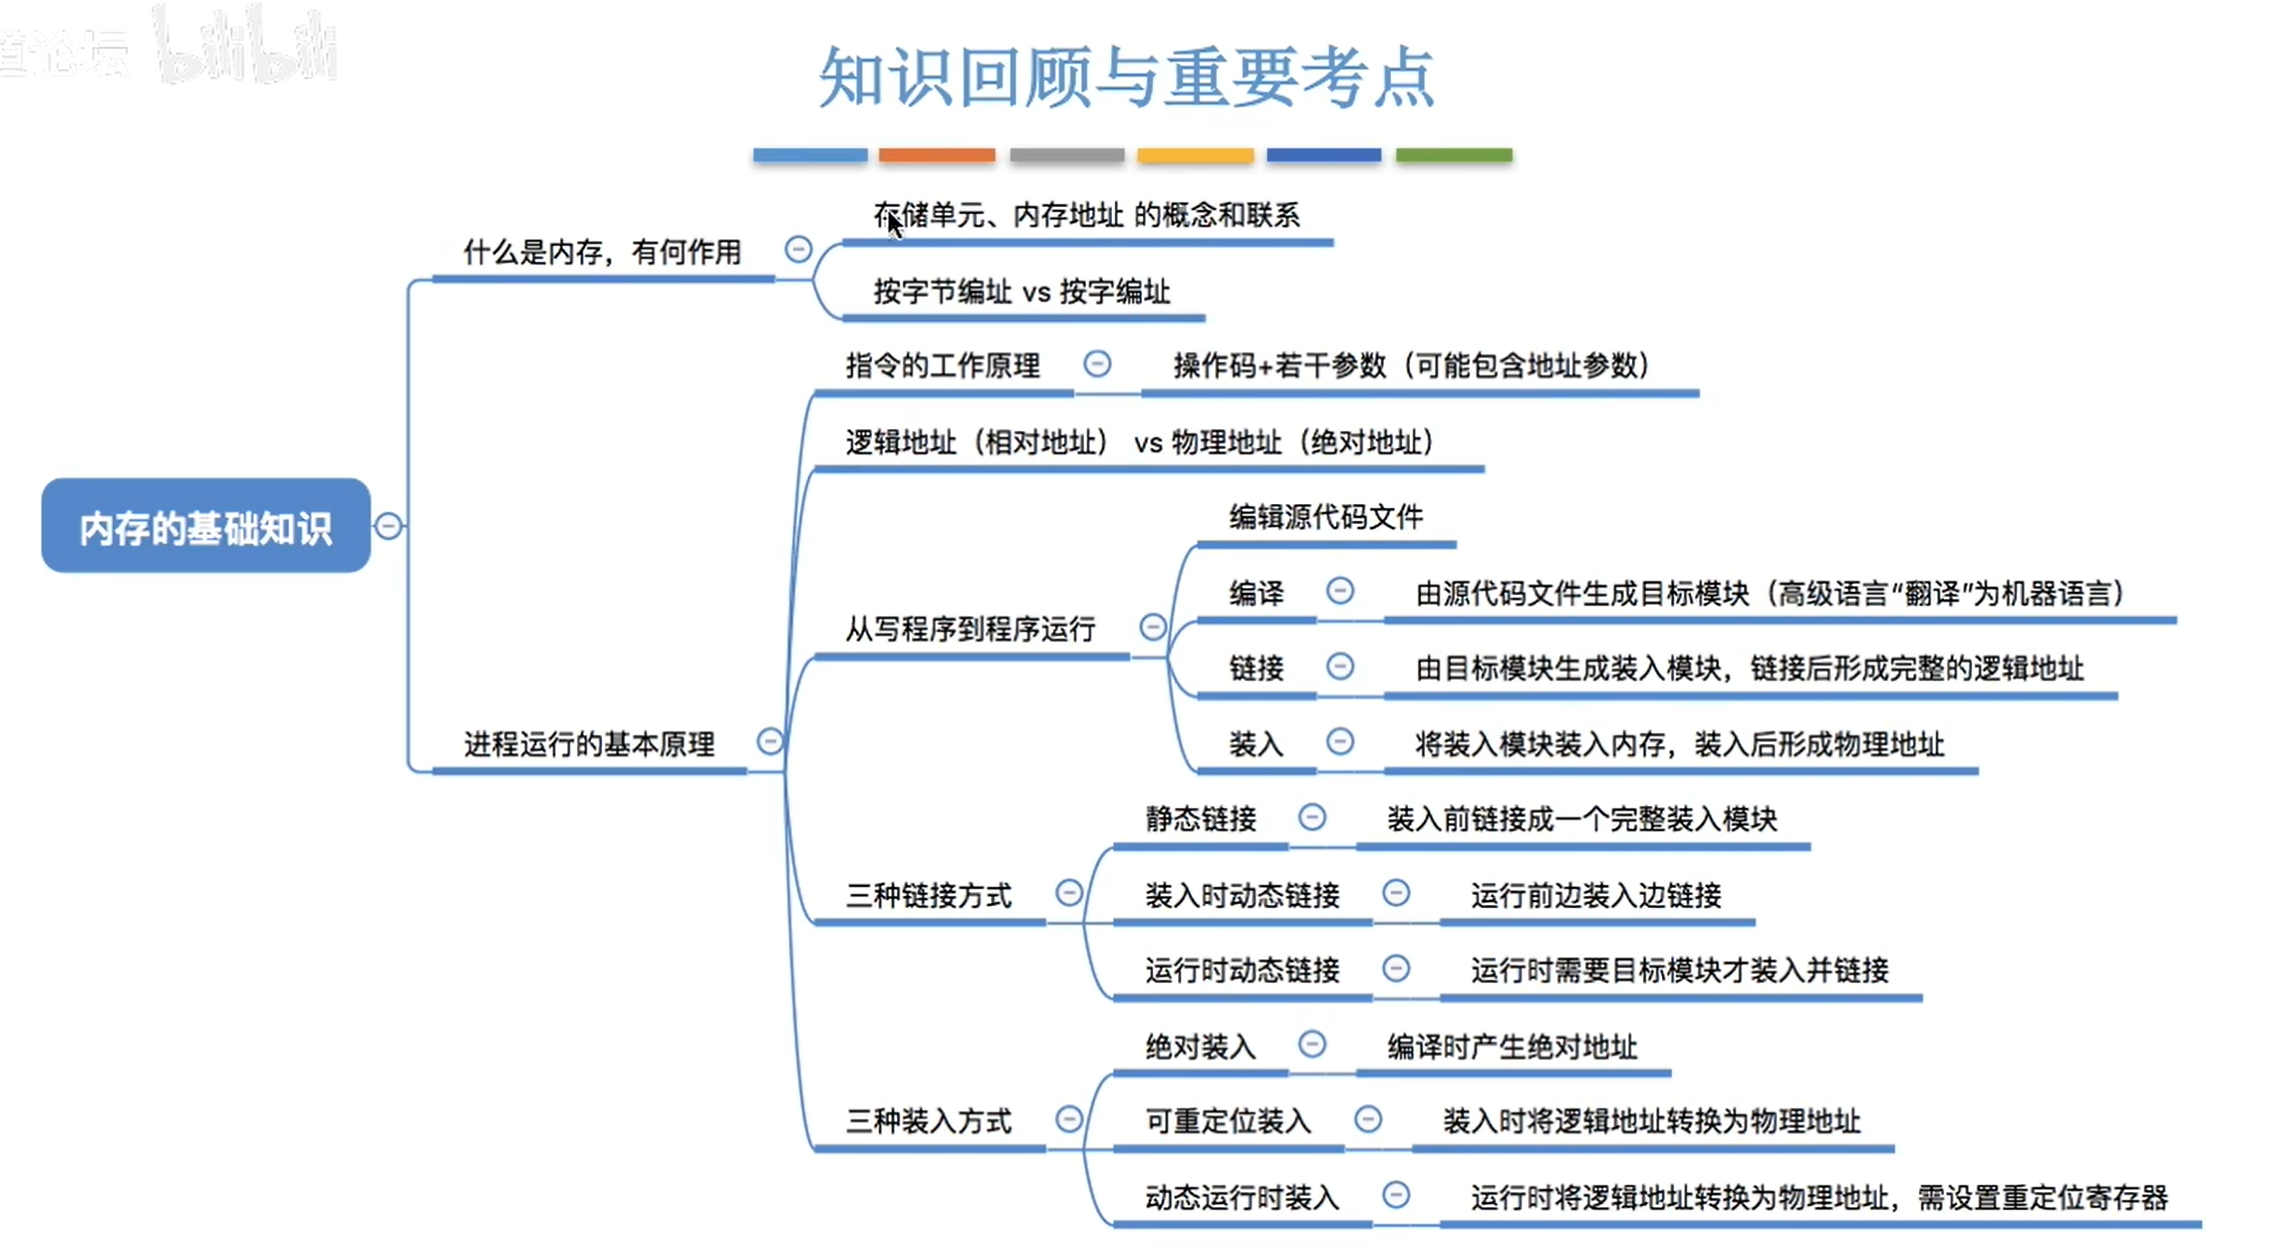 道论坛 bilibili
知识回顾与重要考点
存储单元、内存地址 的概念和联系
什么是内存，有何作用
按字节编址 vs 按字编址
指令的工作原理
操作码+若干参数（可能包含地址参数）
逻辑地址（相对地址） vs 物理地址（绝对地址）
内存的基础知识
编辑源代码文件
编译
由源代码文件生成目标模块（高级语言“翻译”为机器语言）
从写程序到程序运行
链接
由目标模块生成装入模块，链接后形成完整的逻辑地址
进程运行的基本原理
装入
将装入模块装入内存，装入后形成物理地址
静态链接
装入前链接成一个完整装入模块
三种链接方式
装入时动态链接
运行前边装入边链接
运行时动态链接
运行时需要目标模块才装入并链接
绝对装入
编译时产生绝对地址
三种装入方式
可重定位装入
装入时将逻辑地址转换为物理地址
动态运行时装入
运行时将逻辑地址转换为物理地址，需设置重定位寄存器